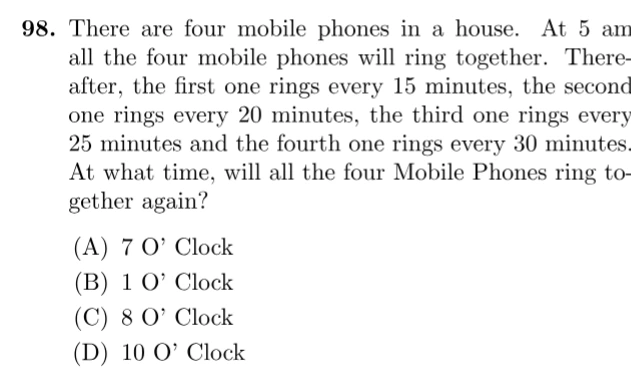 98. There are four mobile phones in a house. At 5 am
all the four mobile phones will ring together. There-
after, the first one rings every 15 minutes, the second
one rings every 20 minutes, the third one rings every
25 minutes and the fourth one rings every 30 minutes.
At what time, will all the four Mobile Phones ring to-
gether again?
(A) 7 O' Clock
(B) 1 O' Clock
(C) 8 O' Clock
(D) 10 O' Clock